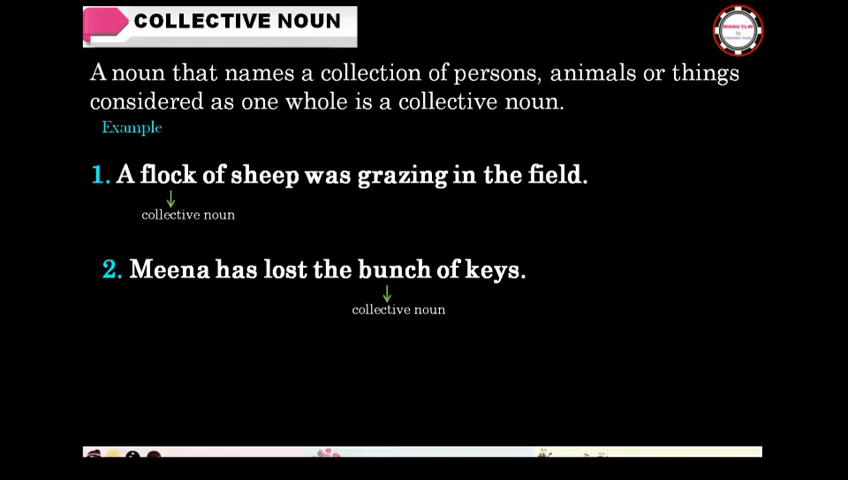 COLLECTIVE NOUN
MANU TLM
A noun that names a collection of persons, animals or things
considered as one whole is a collective noun.
Example
1. A flock of sheep was grazing in the field.
collective noun
2. Meena has lost the bunch of keys.
collective noun